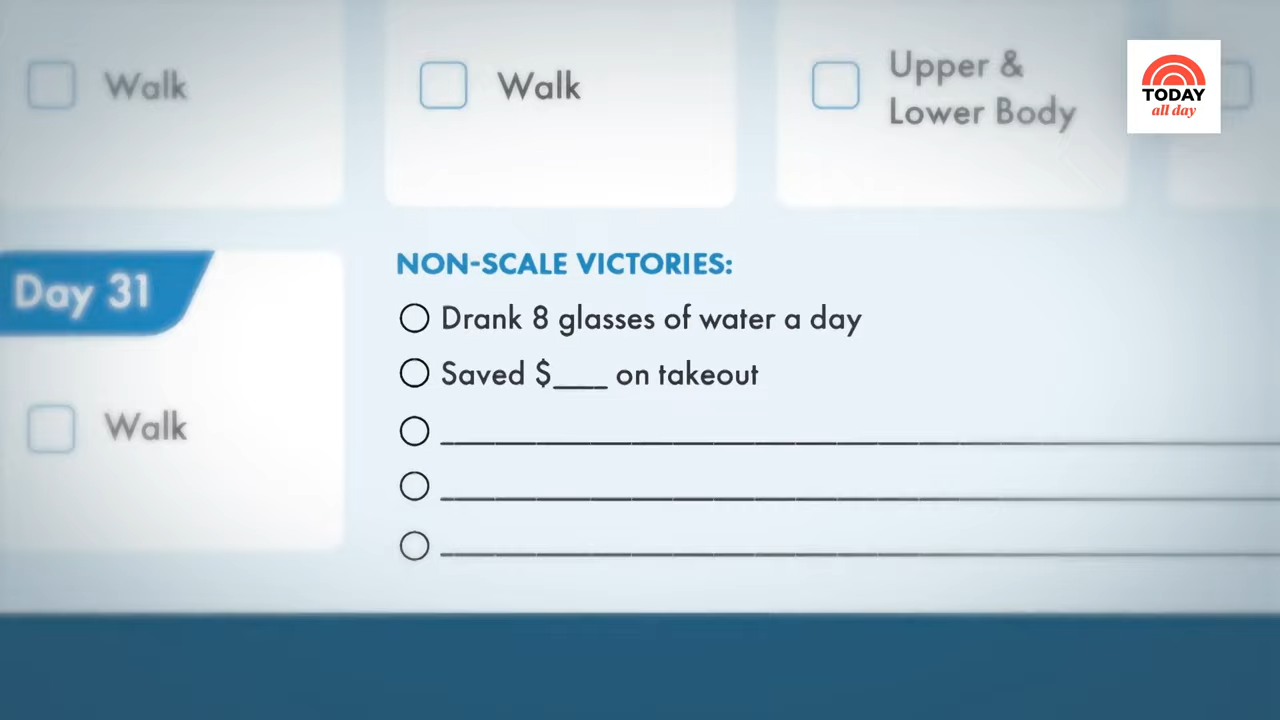 Walk
Walk
Upper &
Lower Body
TODAY
all day
Day 31
Walk
NON-SCALE VICTORIES:
Drank 8 glasses of water a day
Saved $___ on takeout